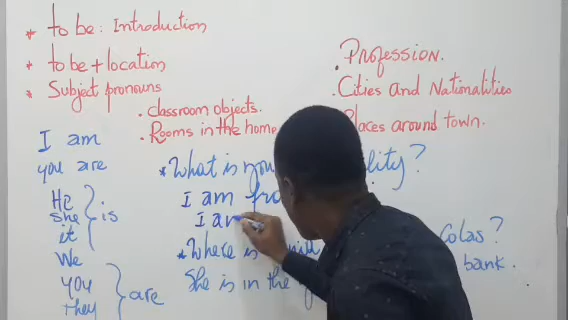 * to be: Introduction
* to be + location
* Subject pronouns
. Profession.
. Cities and Nationalities
. classroom objects.
. Rooms in the home
Places around town.
I am
you are
He
she } is
it
We
you
they } are
* What is your ?
I am
I am
* Where is Colas?
She is in the bank.